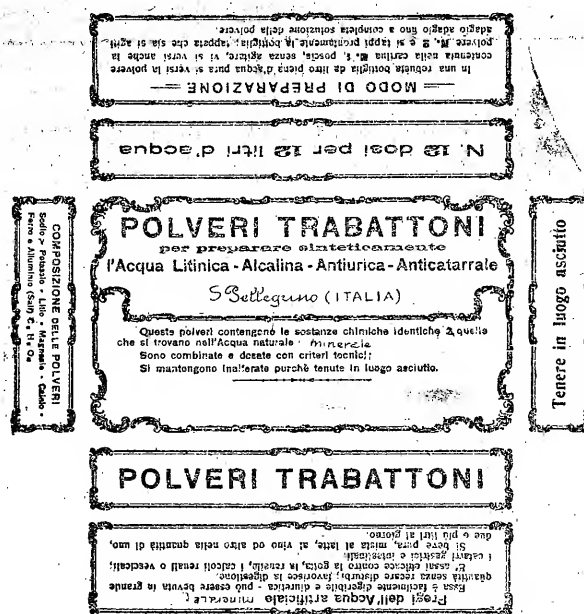 MODO DI PREPARAZIONE
In una robusta bottiglia da litro piena d'acqua pura si versi la polvere
contenuta nella cartina N. 1, poscia, senza agitare, vi si versi anche la
polvere N. 2 e si tappi prontamente la bottiglia; tappata che sia si agiti
adagio adagio fino a completa soluzione della polvere.
N. 12 dosi per 12 litri d'acqua
COMPOSIZIONE DELLE POLVERI
Sodio - Potassio - Litio - Magnesio - Calcio -
Ferro e Alluminio (Sali)
POLVERI TRABATTONI
per preparare sinteticamente
l'Acqua Litinica - Alcalina - Antiurica - Anticatarrale
S Pellegrino (ITALIA)
Queste polveri contengono le sostanze chimiche identiche a quelle
che si trovano nell'Acqua naturale minerale
Sono combinate e dosate con criteri tecnici;
Si mantongono inalterate purchè tenute in luogo asciutto.
Tenere in luogo asciutto
POLVERI TRABATTONI
Pregi dell'Acqua artificiale minerale
Essa è facilmente digeribile e diuretica - può essere bevuta in grande
quantità senza recare disturbi; favorisce la digestione.
E' assai efficace contro la gotta, la renella, i calcoli renali o vescicali;
i catarri gastrici e intestinali.
Si beve pura, mista al latte, al vino od altro nella quantità di uno,
due o più litri al giorno.